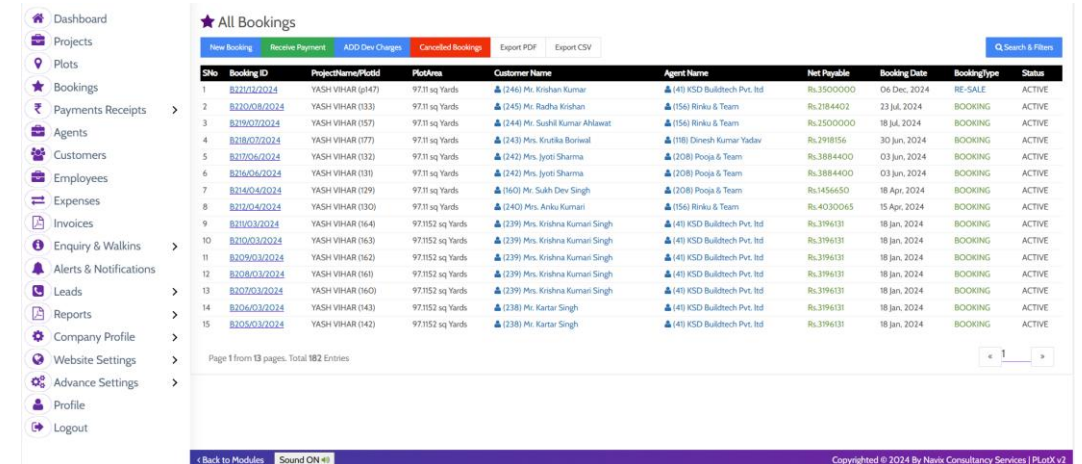 Dashboard
Projects
Plots
Bookings
Payments Receipts
Agents
Customers
Employees
Expenses
Invoices
Enquiry & Walkins
Alerts & Notifications
Leads
Reports
Company Profile
Website Settings
Advance Settings
Profile
Logout
All Bookings
New Booking Receive Payment ADD Dev Charges Cancelled Bookings Export PDF Export CSV Search & Filters
SNo Booking ID ProjectName/PlotId PlotArea Customer Name Agent Name Net Payable Booking Date BookingType Status
1 B221/12/2024 YASH VIHAR (p147) 97.11 sq Yards (246) Mr. Krishan Kumar (41) KSD Buildtech Pvt. ltd Rs.3500000 06 Dec, 2024 RE-SALE ACTIVE
2 B220/08/2024 YASH VIHAR (133) 97.11 sq Yards (245) Mr. Radha Krishan (156) Rinku & Team Rs.2184402 23 Jul, 2024 BOOKING ACTIVE
3 B219/07/2024 YASH VIHAR (157) 97.11 sq Yards (244) Mr. Sushil Kumar Ahlawat (156) Rinku & Team Rs.2500000 18 Jul, 2024 BOOKING ACTIVE
4 B218/07/2024 YASH VIHAR (177) 97.11 sq Yards (243) Mrs. Krutika Boriwal (118) Dinesh Kumar Yadav Rs.2918156 30 Jun, 2024 BOOKING ACTIVE
5 B217/06/2024 YASH VIHAR (132) 97.11 sq Yards (242) Mrs. Jyoti Sharma (208) Pooja & Team Rs.3884400 03 Jun, 2024 BOOKING ACTIVE
6 B216/06/2024 YASH VIHAR (131) 97.11 sq Yards (242) Mrs. Jyoti Sharma (208) Pooja & Team Rs.3884400 03 Jun, 2024 BOOKING ACTIVE
7 B214/04/2024 YASH VIHAR (129) 97.11 sq Yards (160) Mr. Sukh Dev Singh (208) Pooja & Team Rs.1456650 18 Apr, 2024 BOOKING ACTIVE
8 B212/04/2024 YASH VIHAR (130) 97.11 sq Yards (240) Mrs. Anku Kumari (156) Rinku & Team Rs.4030065 15 Apr, 2024 BOOKING ACTIVE
9 B211/03/2024 YASH VIHAR (164) 97.1152 sq Yards (239) Mrs. Krishna Kumari Singh (41) KSD Buildtech Pvt. ltd Rs.3196131 18 Jan, 2024 BOOKING ACTIVE
10 B210/03/2024 YASH VIHAR (163) 97.1152 sq Yards (239) Mrs. Krishna Kumari Singh (41) KSD Buildtech Pvt. ltd Rs.3196131 18 Jan, 2024 BOOKING ACTIVE
11 B209/03/2024 YASH VIHAR (162) 97.1152 sq Yards (239) Mrs. Krishna Kumari Singh (41) KSD Buildtech Pvt. ltd Rs.3196131 18 Jan, 2024 BOOKING ACTIVE
12 B208/03/2024 YASH VIHAR (161) 97.1152 sq Yards (239) Mrs. Krishna Kumari Singh (41) KSD Buildtech Pvt. ltd Rs.3196131 18 Jan, 2024 BOOKING ACTIVE
13 B207/03/2024 YASH VIHAR (160) 97.1152 sq Yards (239) Mrs. Krishna Kumari Singh (41) KSD Buildtech Pvt. ltd Rs.3196131 18 Jan, 2024 BOOKING ACTIVE
14 B206/03/2024 YASH VIHAR (143) 97.1152 sq Yards (238) Mr. Kartar Singh (41) KSD Buildtech Pvt. ltd Rs.3196131 18 Jan, 2024 BOOKING ACTIVE
15 B205/03/2024 YASH VIHAR (142) 97.1152 sq Yards (238) Mr. Kartar Singh (41) KSD Buildtech Pvt. ltd Rs.3196131 18 Jan, 2024 BOOKING ACTIVE
Page 1 from 13 pages. Total 182 Entries « 1 »
Back to Modules Sound ON Copyrighted © 2024 By Navix Consultancy Services | PLotX v2